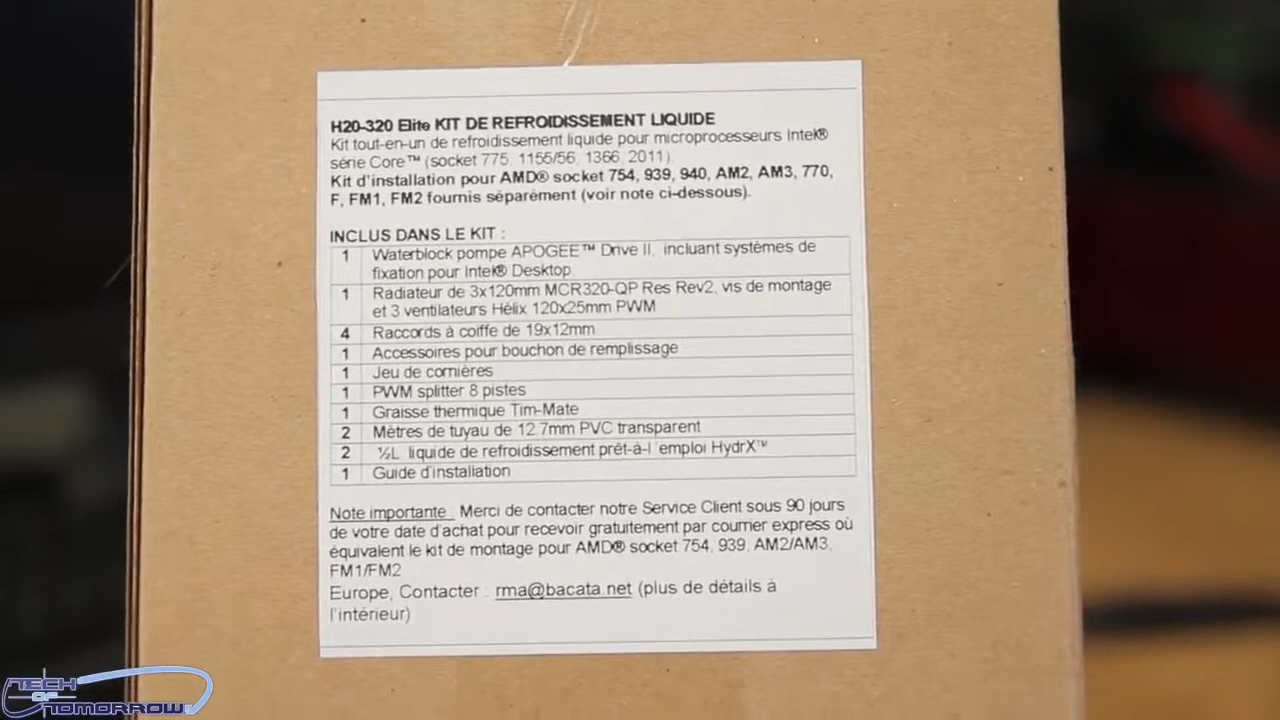 H20-320 Elite KIT DE REFROIDISSEMENT LIQUIDE
Kit tout-en-un de refroidissement liquide pour microprocesseurs Intel®
série Core™ (socket 775, 1155/56, 1366, 2011).
Kit d'installation pour AMD® socket 754, 939, 940, AM2, AM3, 770,
F, FM1, FM2 fournis séparément (voir note ci-dessous).
INCLUS DANS LE KIT :
1 Waterblock pompe APOGEE™ Drive II, incluant systèmes de
fixation pour Intel® Desktop
1 Radiateur de 3x120mm MCR320-QP Res Rev2, vis de montage
et 3 ventilateurs Hélix 120x25mm PWM
4 Raccords à coiffe de 19x12mm
1 Accessoires pour bouchon de remplissage
1 Jeu de cornières
1 PWM splitter 8 pistes
1 Graisse thermique Tim-Mate
2 Mètres de tuyau de 12.7mm PVC transparent
2 ½L liquide de refroidissement prêt-à-l'emploi HydrX™
1 Guide d'installation
Note importante : Merci de contacter notre Service Client sous 90 jours
de votre date d'achat pour recevoir gratuitement par courrier express où
équivalent le kit de montage pour AMD® socket 754, 939, AM2/AM3,
FM1/FM2
Europe, Contacter : rma@bacata.net (plus de détails à
l'intérieur)
TECH
OF
TOMORROW